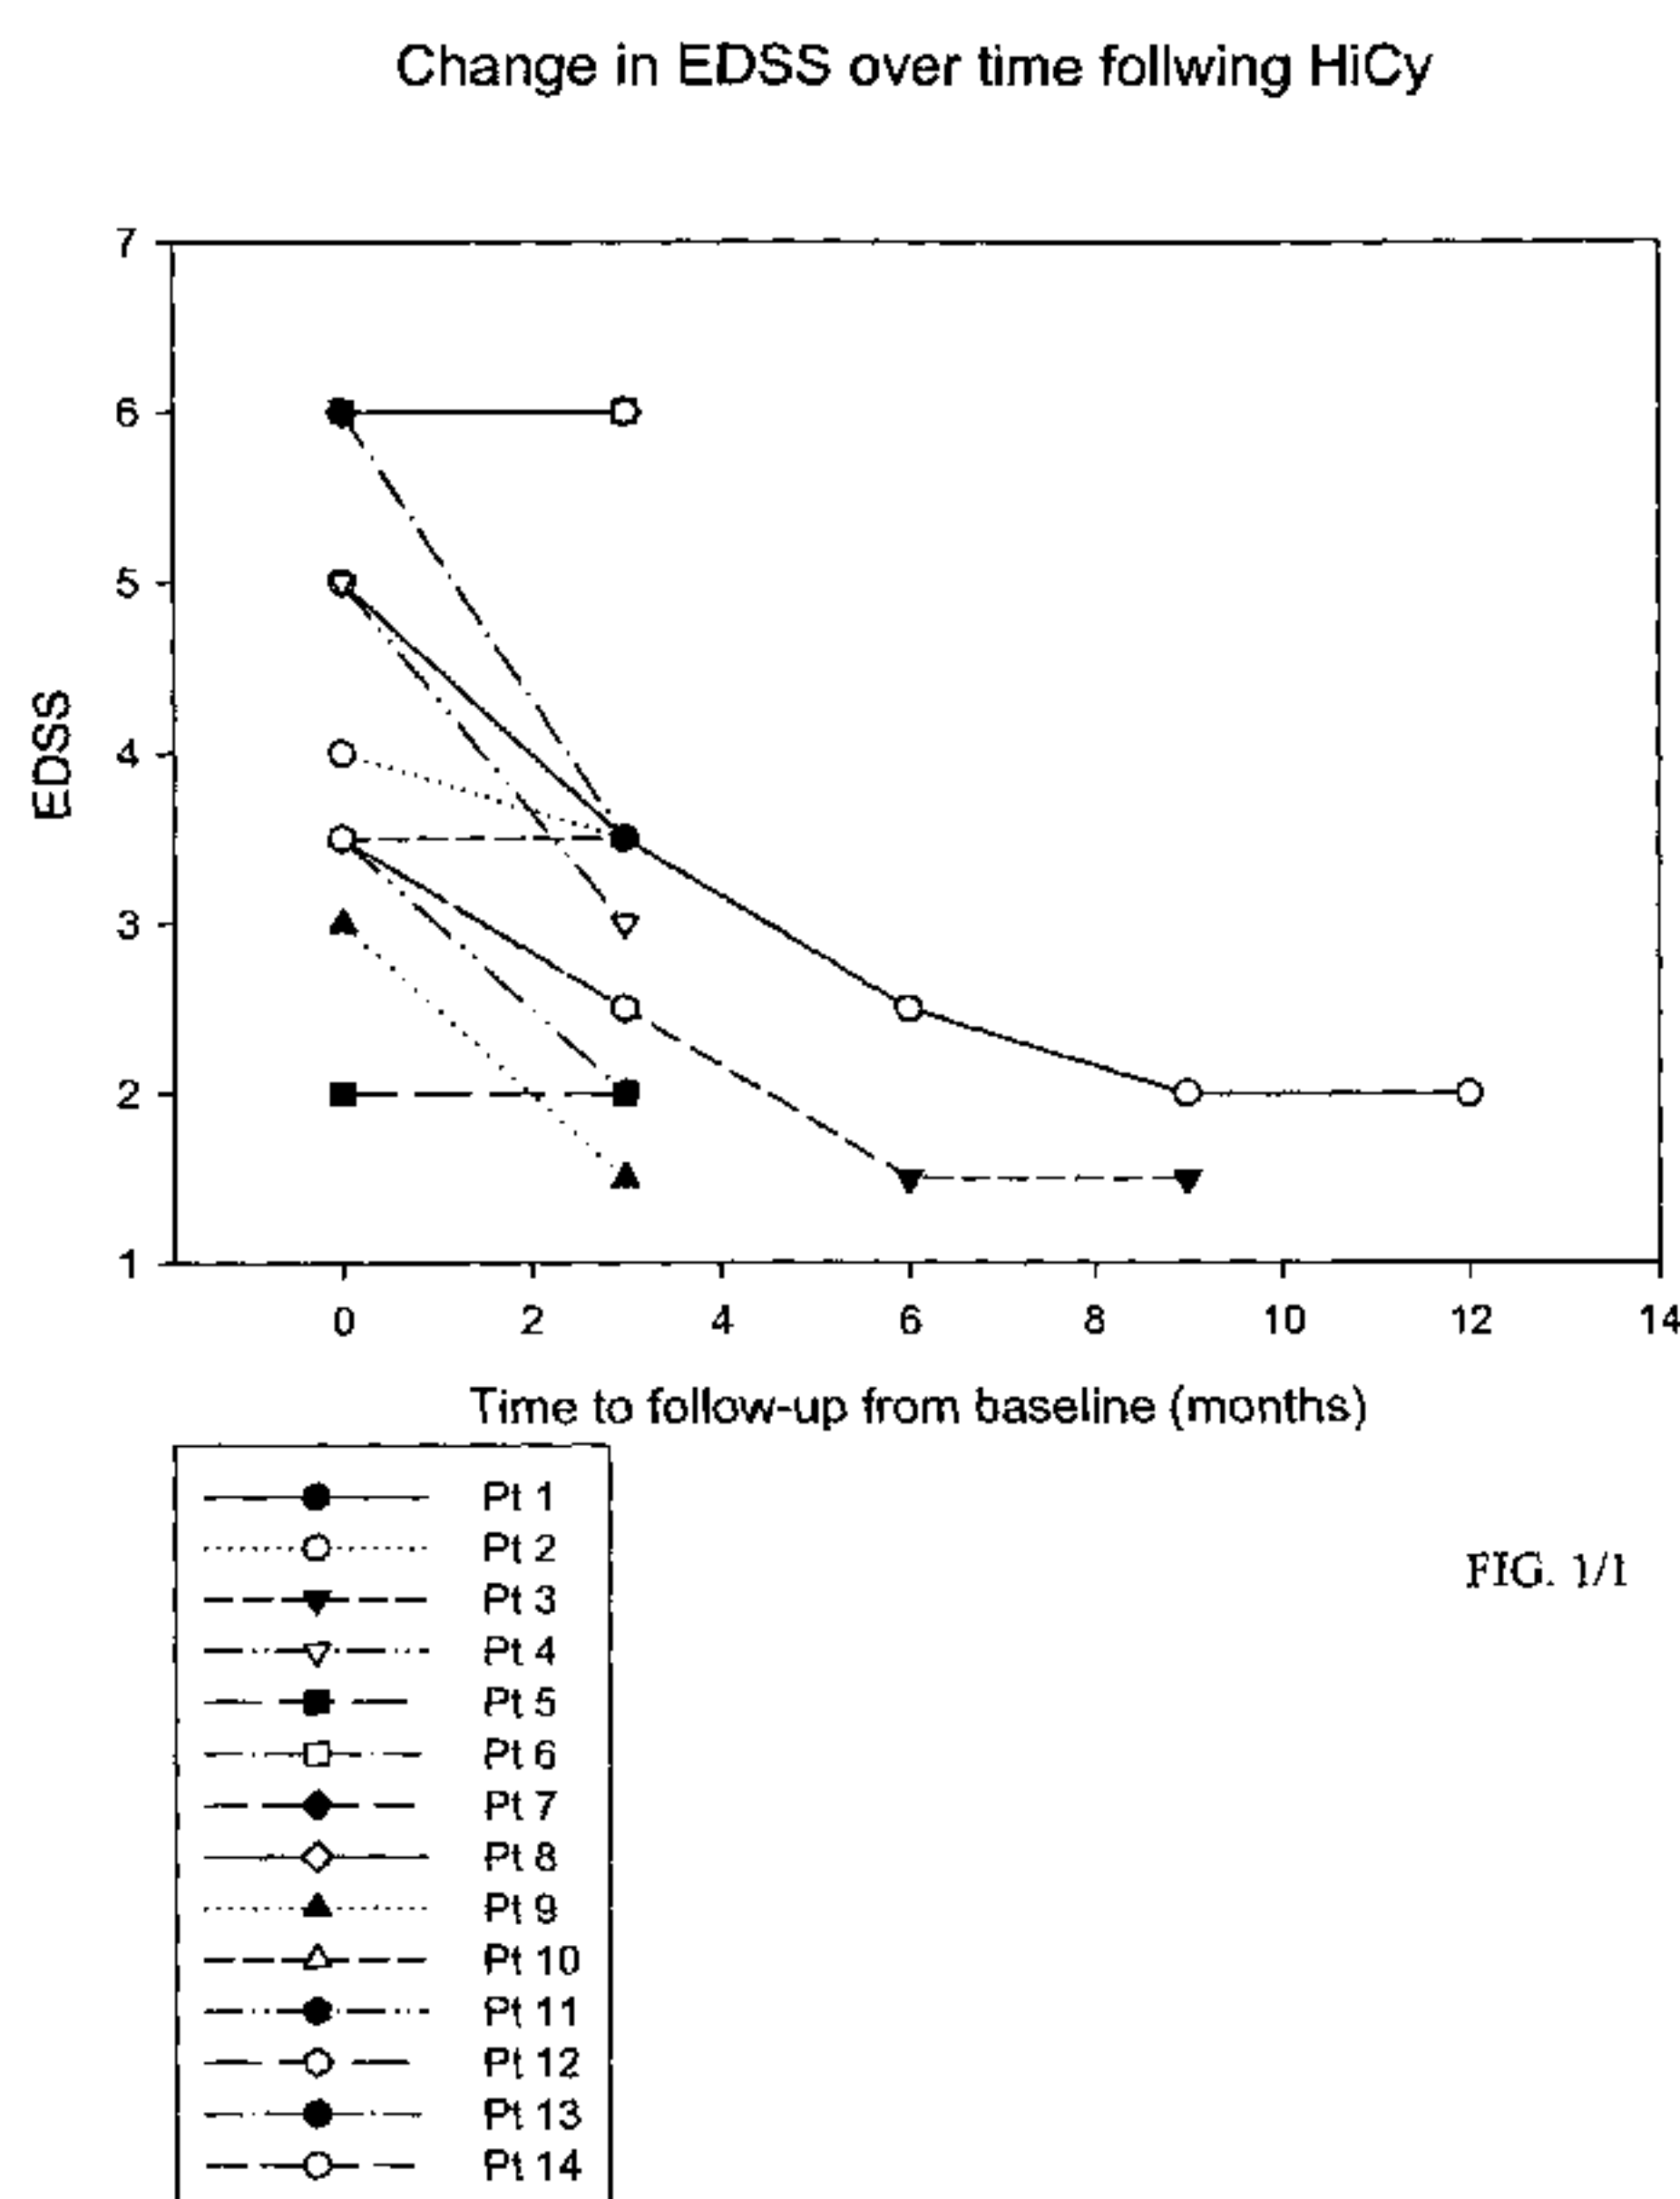 Change in EDSS over time follwing HiCy
7
6
5
4
3
2
1
EDSS
0 2 4 6 8 10 12 14
Time to follow-up from baseline (months)
Pt 1
Pt 2
Pt 3
Pt 4
Pt 5
Pt 6
Pt 7
Pt 8
Pt 9
Pt 10
Pt 11
Pt 12
Pt 13
Pt 14
FIG. 1/1